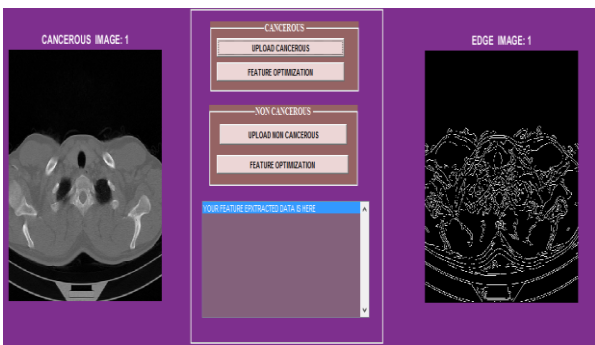 CANCEROUS IMAGE: 1
CANCEROUS
UPLOAD CANCEROUS
FEATURE OPTIMIZATION
NON CANCEROUS
UPLOAD NON CANCEROUS
FEATURE OPTIMIZATION
YOUR FEATURE EPXTRACTED DATA IS HERE
EDGE IMAGE: 1